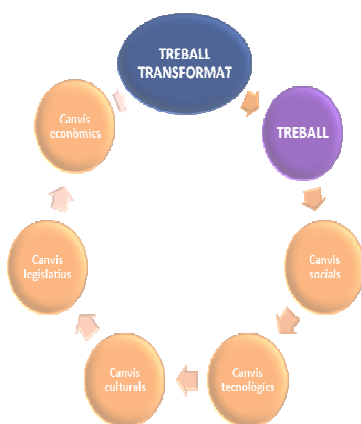 TREBALL
TRANSFORMAT
TREBALL
Canvis
socials
Canvis
tecnològics
Canvis
culturals
Canvis
legislatius
Canvis
econòmics